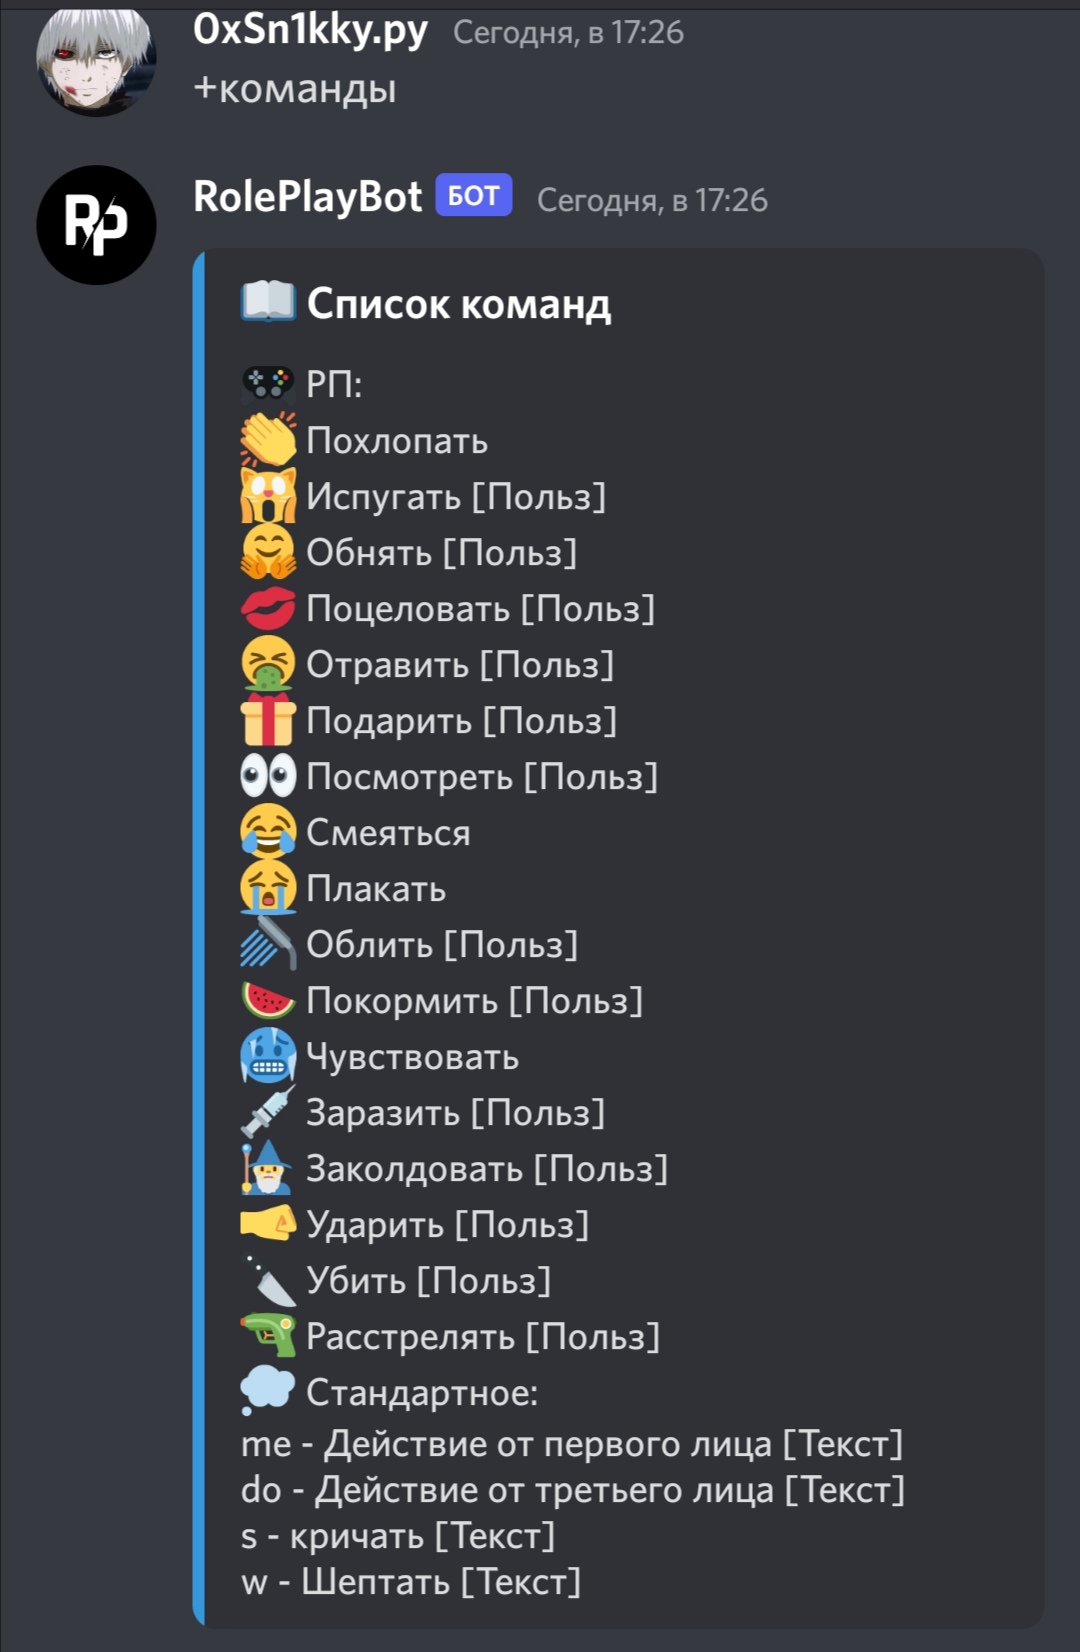 0xSn1kky.py Сегодня, в 17:26
+команды
RP
RolePlayBot БОТ Сегодня, в 17:26
📖 Список команд
🎮 РП:
👏 Похлопать
🙀 Испугать [Польз]
🤗 Обнять [Польз]
💋 Поцеловать [Польз]
🤮 Отравить [Польз]
🎁 Подарить [Польз]
👀 Посмотреть [Польз]
😂 Смеяться
😭 Плакать
🚿 Облить [Польз]
🍉 Покормить [Польз]
🥶 Чувствовать
💉 Заразить [Польз]
🧙‍♂️ Заколдовать [Польз]
🤜 Ударить [Польз]
🔪 Убить [Польз]
🔫 Расстрелять [Польз]
💭 Стандартное:
me - Действие от первого лица [Текст]
do - Действие от третьего лица [Текст]
s - кричать [Текст]
w - Шептать [Текст]